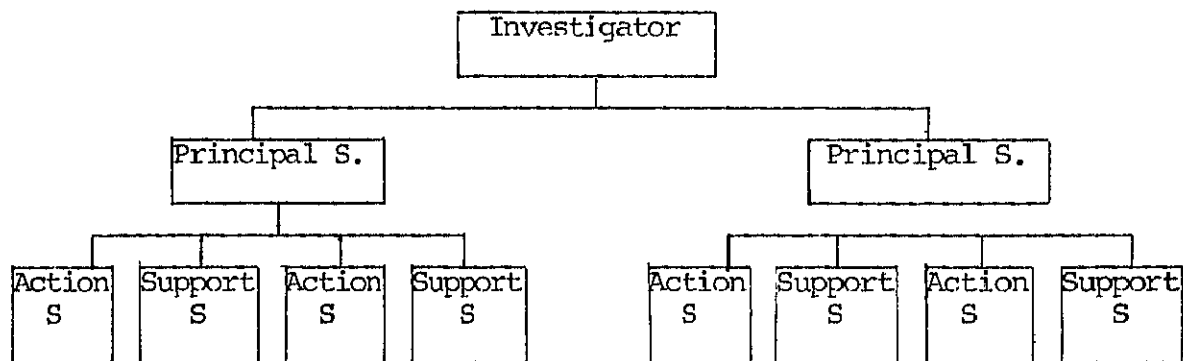 Investigator
Principal S.
Principal S.
Action
S
Support
S
Action
S
Support
S
Action
S
Support
S
Action
S
Support
S